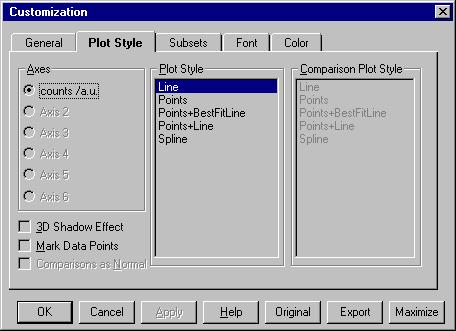 Customization
General
Plot Style
Subsets
Font
Color
Axes
counts /a.u.
Axis 2
Axis 3
Axis 4
Axis 5
Axis 6
3D Shadow Effect
Mark Data Points
Comparisons as Normal
Plot Style
Line
Points
Points+BestFitLine
Points+Line
Spline
Comparison Plot Style
Line
Points
Points+BestFitLine
Points+Line
Spline
OK
Cancel
Apply
Help
Original
Export
Maximize